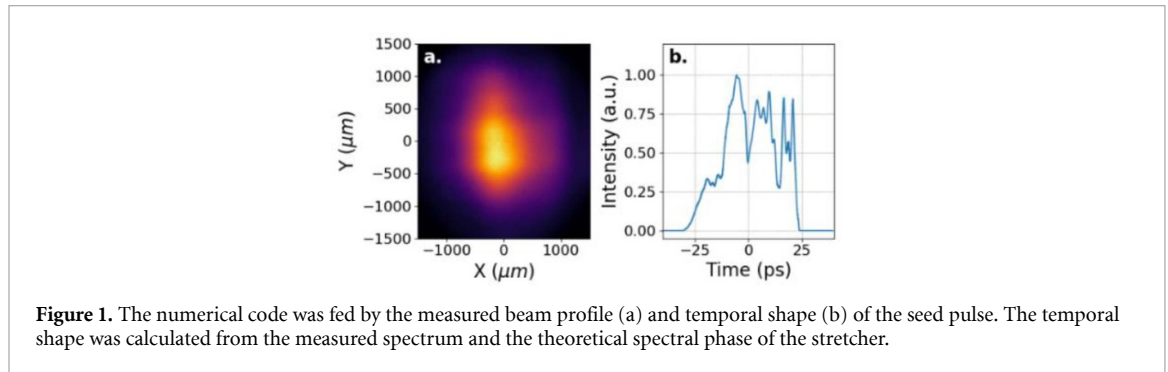 a.
1500
1000
500
0
−500
−1000
−1500
Y (μm)
−1000 0 1000
X (μm)
b.
1.00
0.75
0.50
0.25
0.00
Intensity (a.u.)
−25 0 25
Time (ps)
Figure 1. The numerical code was fed by the measured beam profile (a) and temporal shape (b) of the seed pulse. The temporal
shape was calculated from the measured spectrum and the theoretical spectral phase of the stretcher.